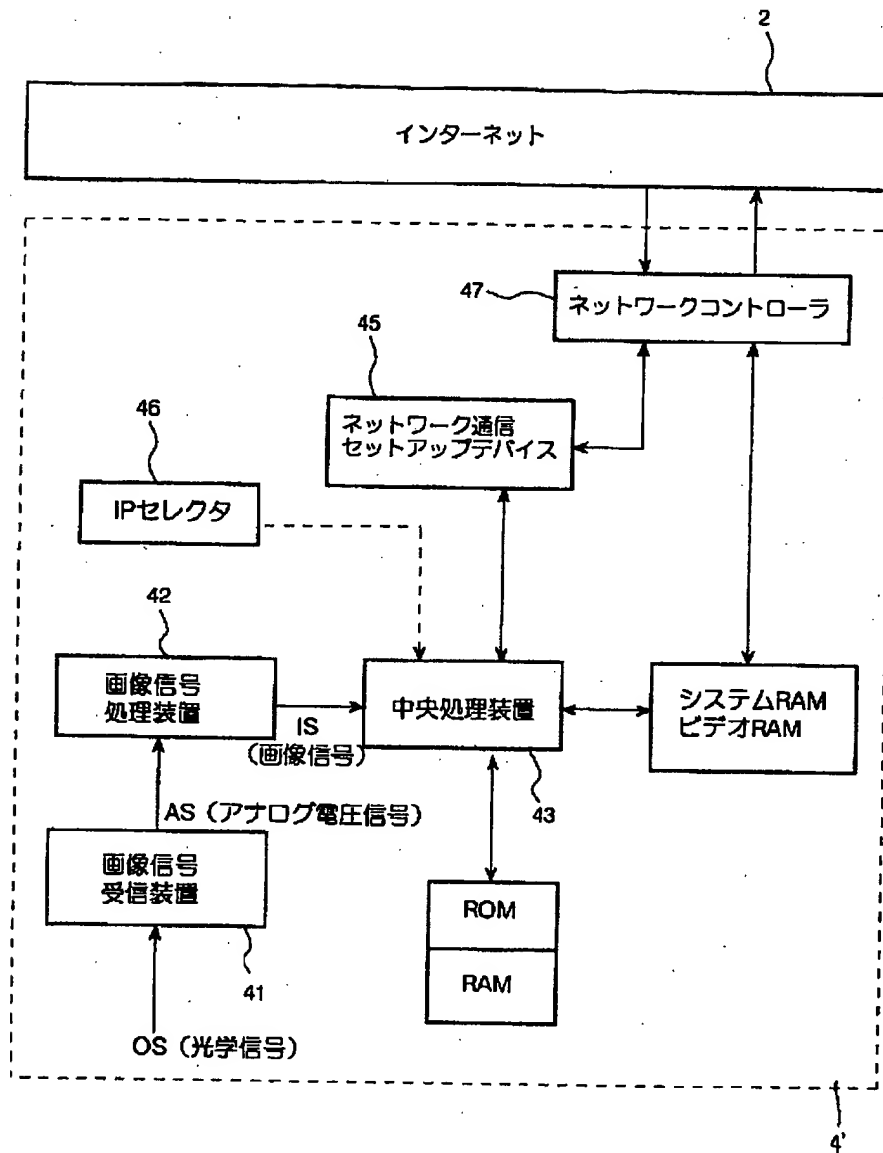 2
インターネット
47
ネットワークコントローラ
45
ネットワーク通信
セットアップデバイス
46
IPセレクタ
42
画像信号
処理装置
IS
(画像信号)
中央処理装置
43
システムRAM
ビデオRAM
AS(アナログ電圧信号)
画像信号
受信装置
41
ROM
RAM
OS(光学信号)
4'